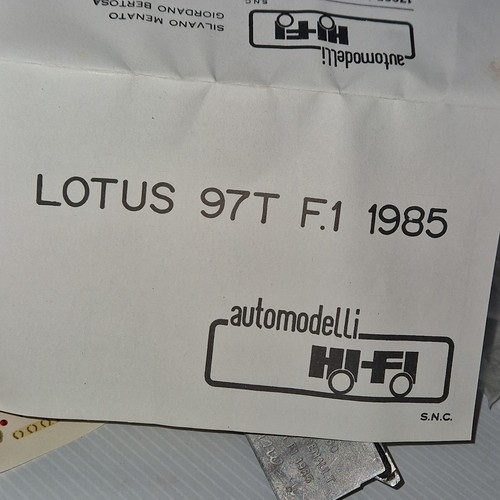 S.N.C.
SILVANO MENATO
GIORDANO BERTOSA
automodelli
HI-FI
LOTUS 97T F.1 1985
automodelli
HI-FI
S.N.C.